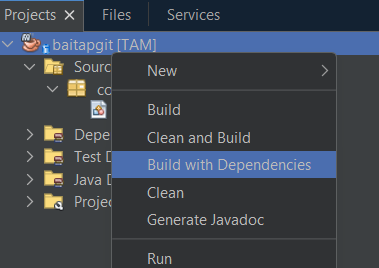 Projects Files Services
baitapgit [TAM]
Sourc
co
Depe
Test D
Java D
Projec
New
Build
Clean and Build
Build with Dependencies
Clean
Generate Javadoc
Run